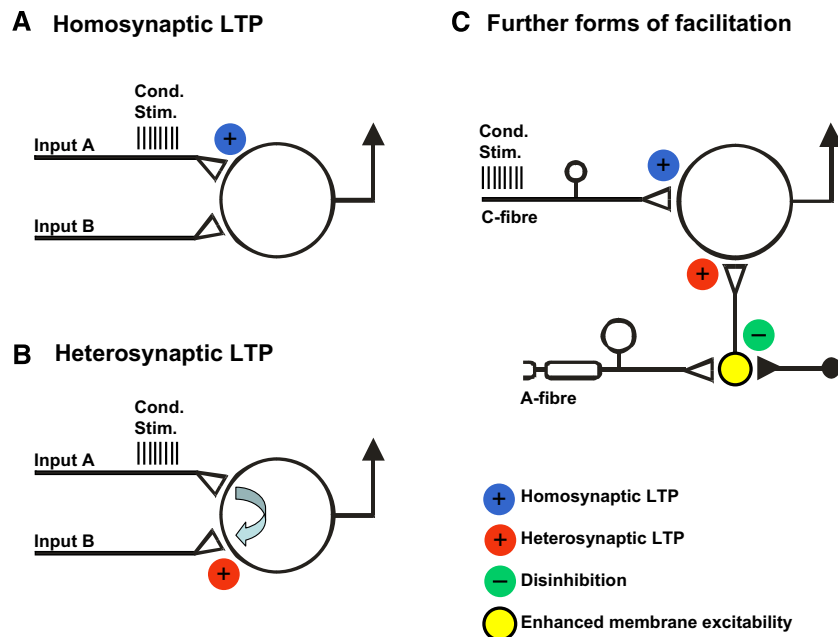 A Homosynaptic LTP
Cond.
Stim.
Input A
+
Input B
B Heterosynaptic LTP
Cond.
Stim.
Input A
Input B
+
C Further forms of facilitation
Cond.
Stim.
+
C-fibre
+
−
A-fibre
+ Homosynaptic LTP
+ Heterosynaptic LTP
− Disinhibition
Enhanced membrane excitability